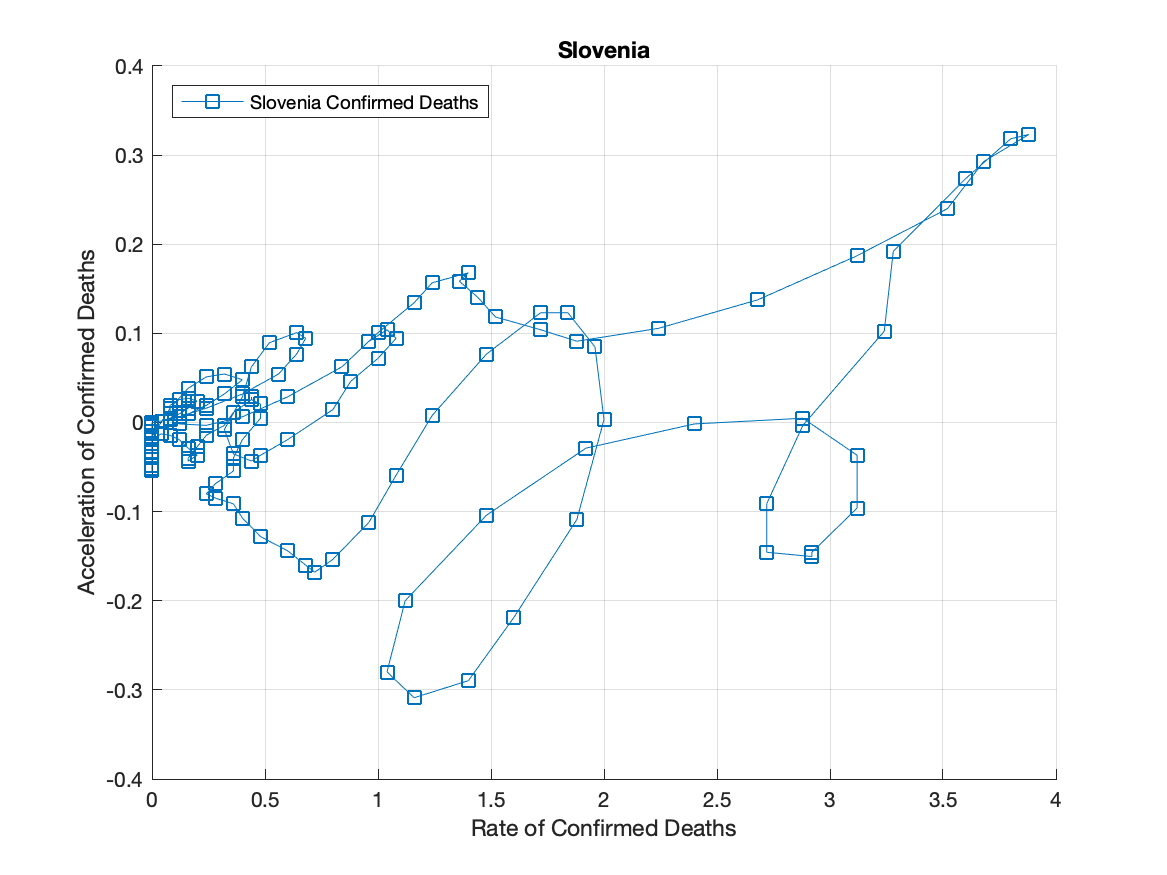 Slovenia
Slovenia Confirmed Deaths
0.4
0.3
0.2
0.1
0
-0.1
-0.2
-0.3
-0.4
Acceleration of Confirmed Deaths
0 0.5 1 1.5 2 2.5 3 3.5 4
Rate of Confirmed Deaths